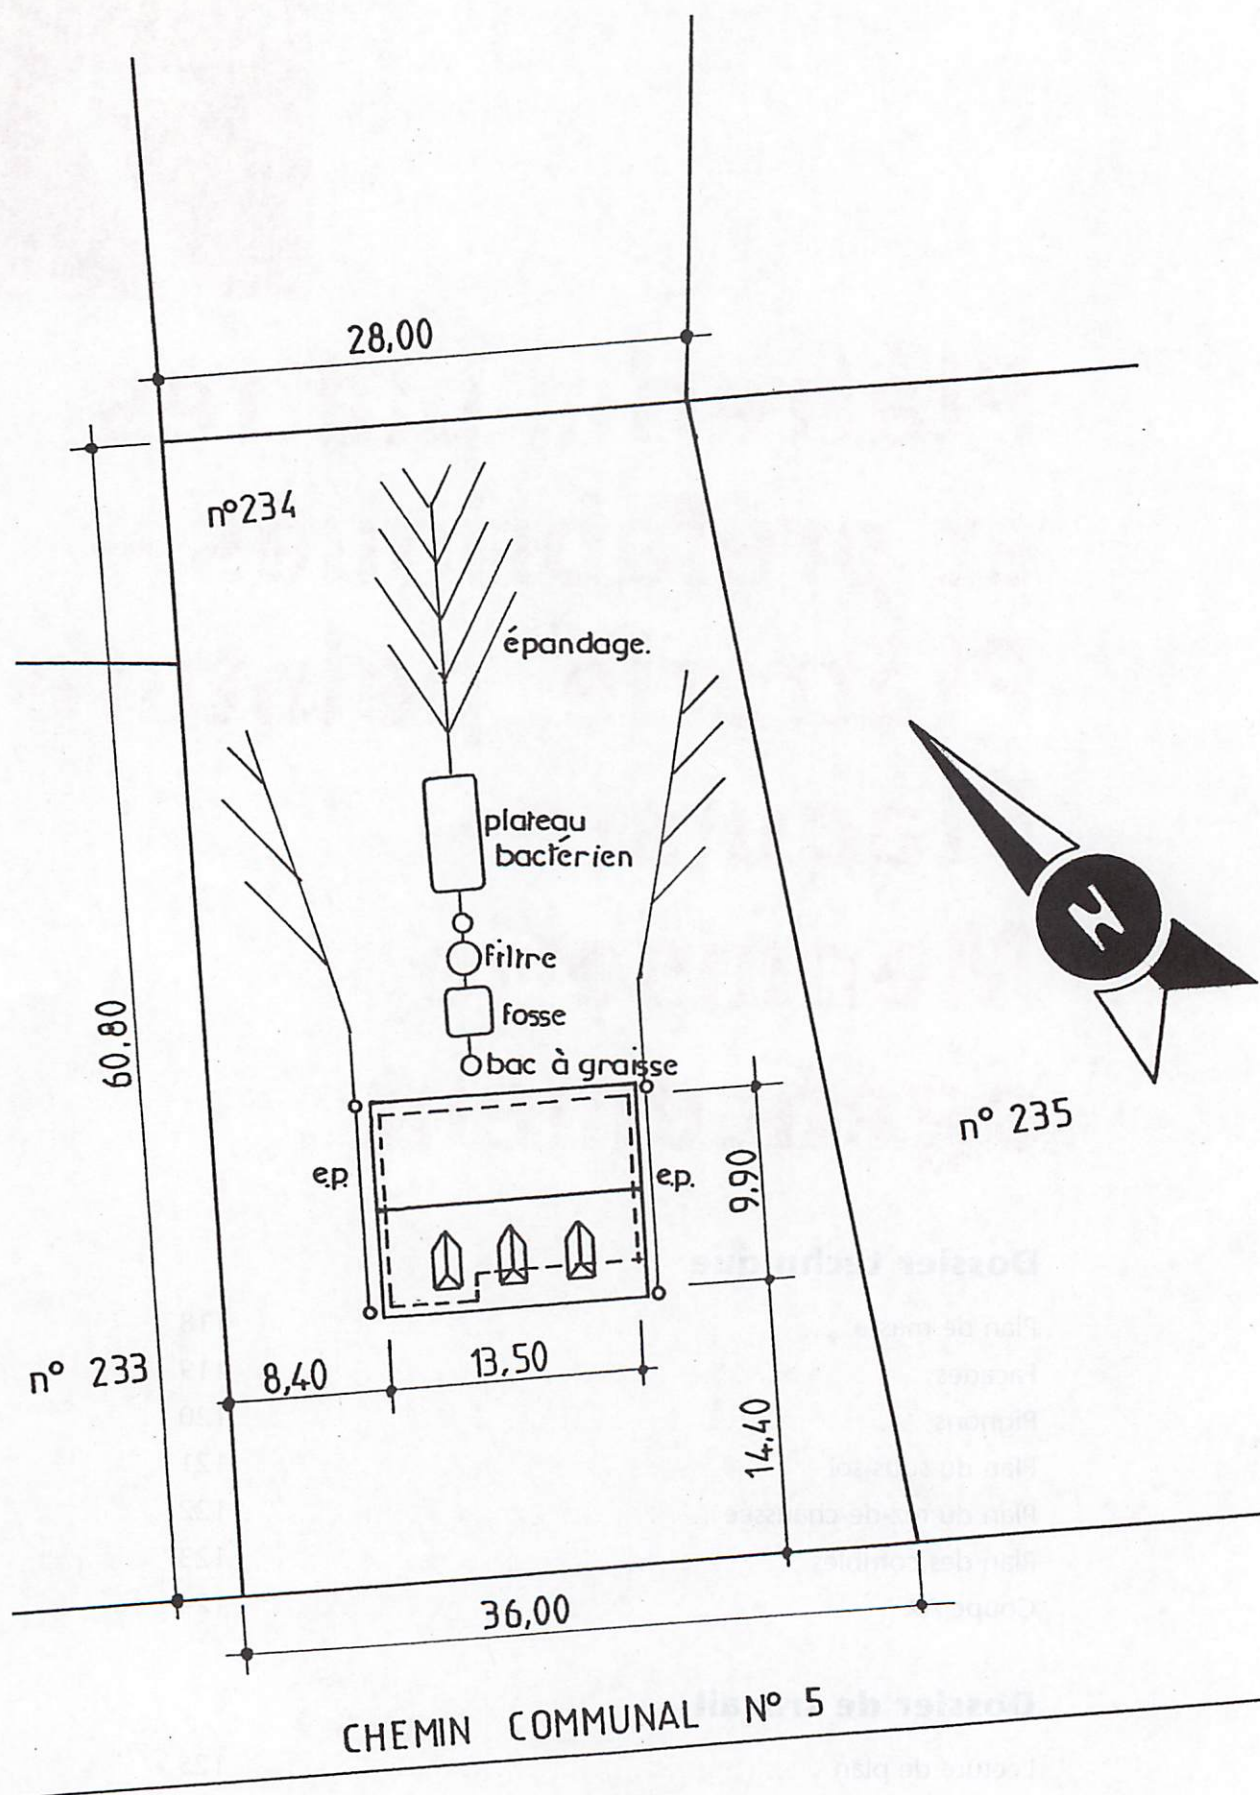 28,00
n°234
épandage.
plateau
bactérien
filtre
fosse
bac à graisse
60,80
N
n° 235
e.p.
e.p.
9,90
n° 233
8,40
13,50
14,40
36,00
CHEMIN COMMUNAL N° 5